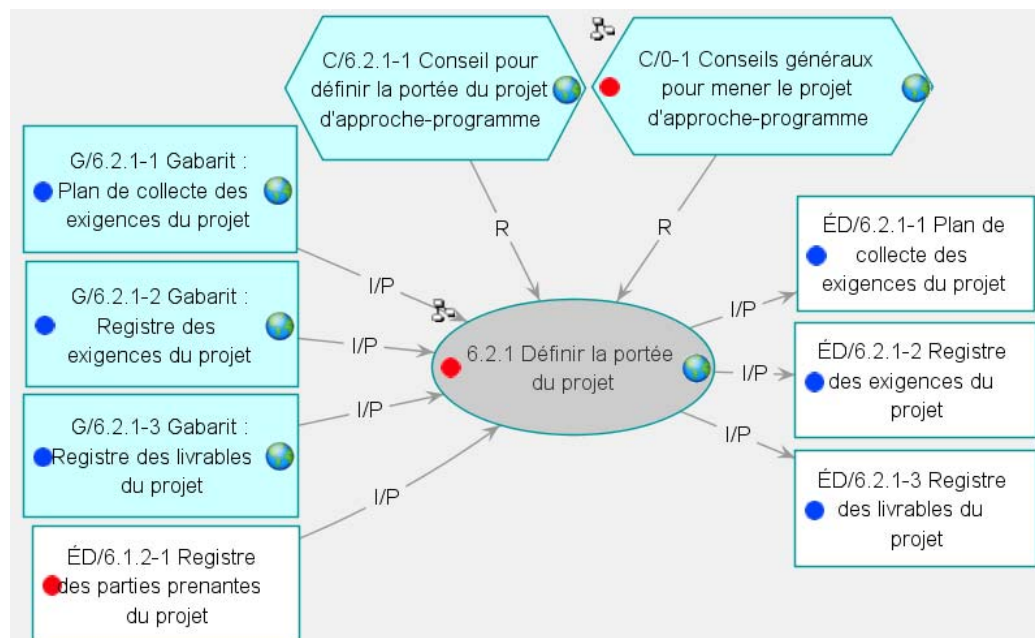 C/6.2.1-1 Conseil pour
définir la portée du projet
d'approche-programme
C/0-1 Conseils généraux
pour mener le projet
d'approche-programme
G/6.2.1-1 Gabarit :
Plan de collecte des
exigences du projet
R
R
ÉD/6.2.1-1 Plan de
collecte des
exigences du projet
I/P
I/P
G/6.2.1-2 Gabarit :
Registre des
exigences du projet
I/P
6.2.1 Définir la portée
du projet
I/P
ÉD/6.2.1-2 Registre
des exigences du
projet
I/P
G/6.2.1-3 Gabarit :
Registre des livrables
du projet
I/P
ÉD/6.2.1-3 Registre
des livrables du
projet
I/P
ÉD/6.1.2-1 Registre
des parties prenantes
du projet